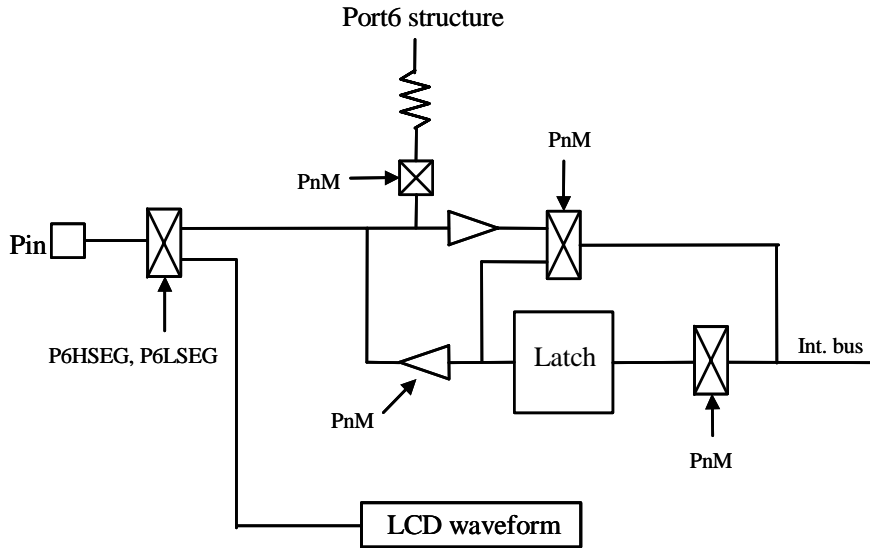 Port6 structure
PnM
PnM
Pin
P6HSEG, P6LSEG
Latch
Int. bus
PnM
PnM
LCD waveform